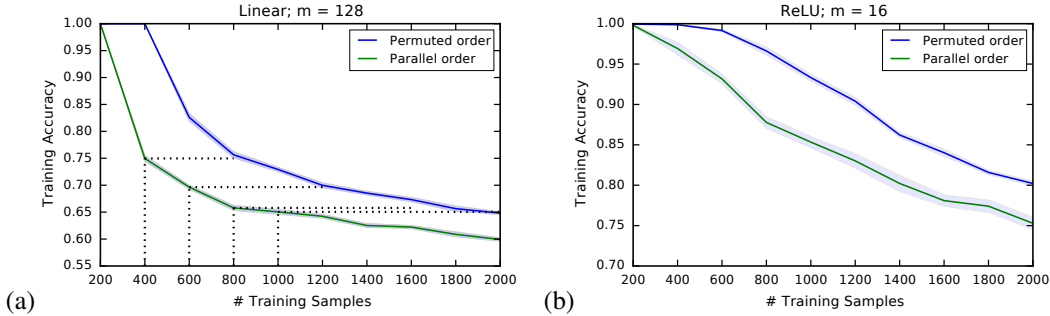 Linear; m = 128
Training Accuracy
1.00
0.95
0.90
0.85
0.80
0.75
0.70
0.65
0.60
0.55
Permuted order
Parallel order
200 400 600 800 1000 1200 1400 1600 1800 2000
# Training Samples
(a)
ReLU; m = 16
Training Accuracy
1.00
0.95
0.90
0.85
0.80
0.75
0.70
Permuted order
Parallel order
200 400 600 800 1000 1200 1400 1600 1800 2000
# Training Samples
(b)